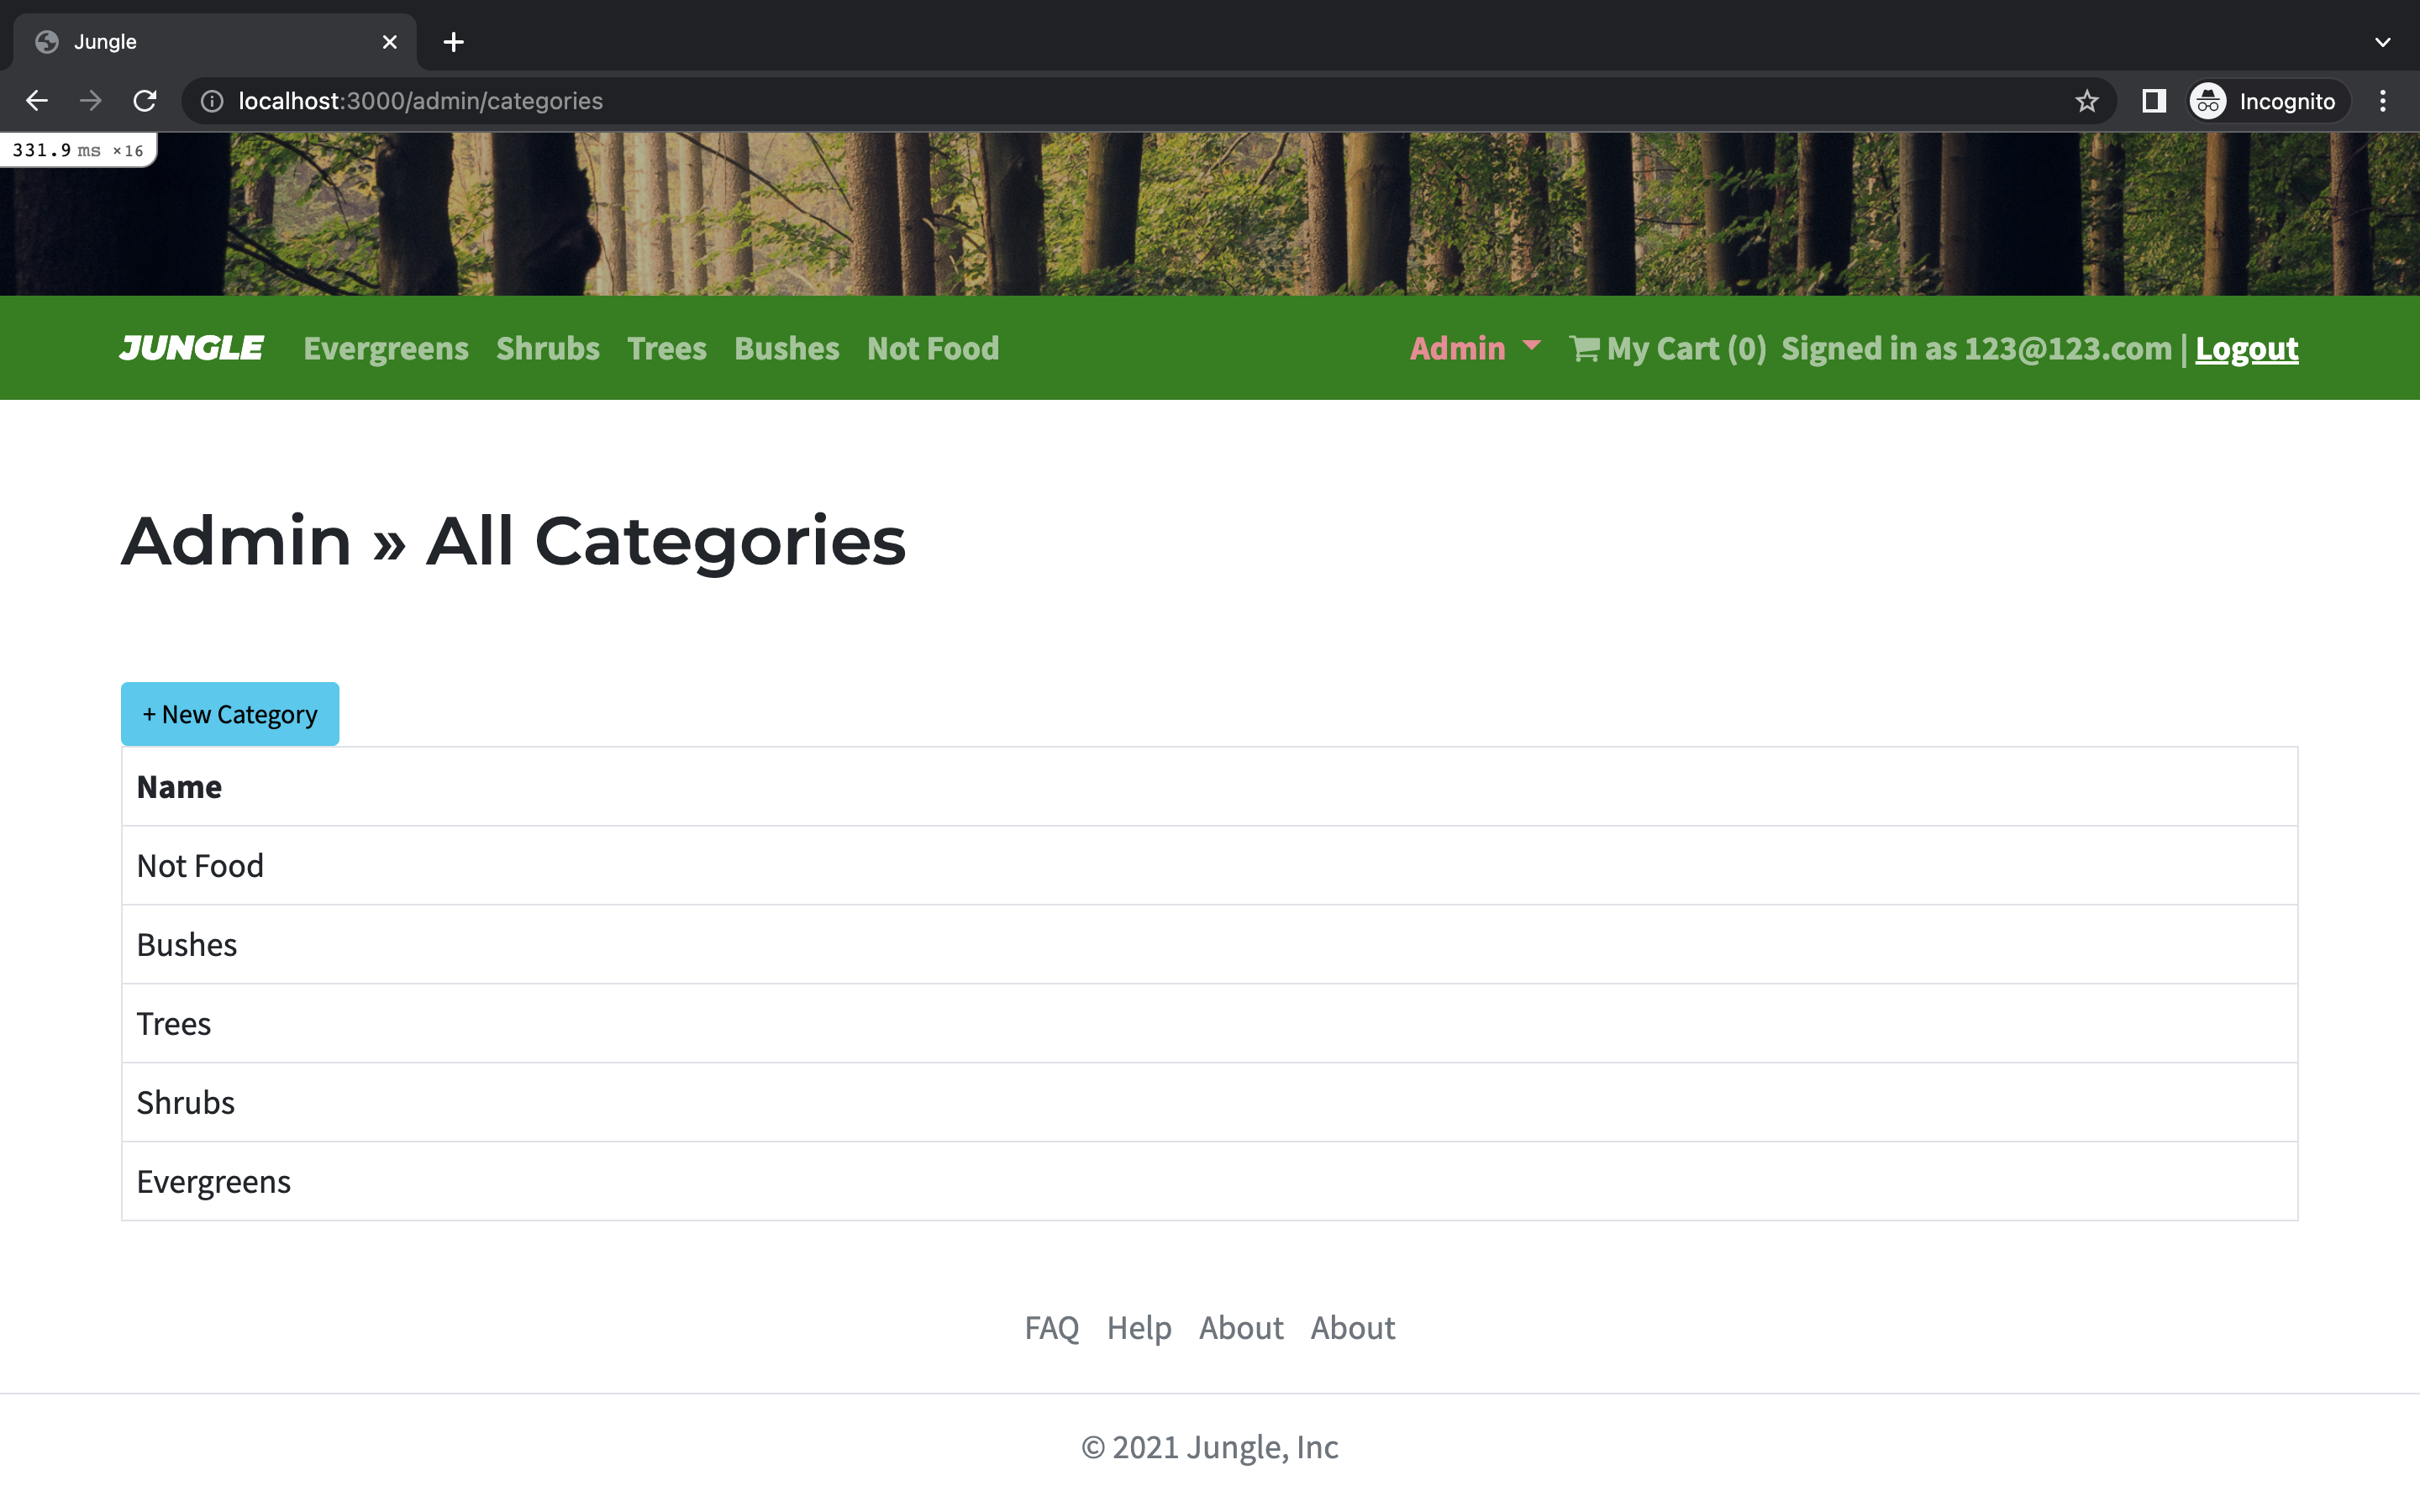 Jungle
localhost:3000/admin/categories
Incognito
331.9 ms ×16
JUNGLE Evergreens Shrubs Trees Bushes Not Food Admin My Cart (0) Signed in as 123@123.com | Logout
Admin » All Categories
+ New Category
Name
Not Food
Bushes
Trees
Shrubs
Evergreens
FAQ Help About About
© 2021 Jungle, Inc